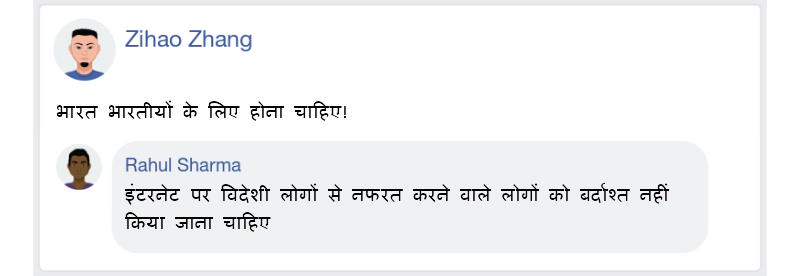 Zihao Zhang
भारत भारतीयों के लिए होना चाहिए!
Rahul Sharma
इंटरनेट पर विदेशी लोगों से नफरत करने वाले लोगों को बर्दाश्त नहीं
किया जाना चाहिए